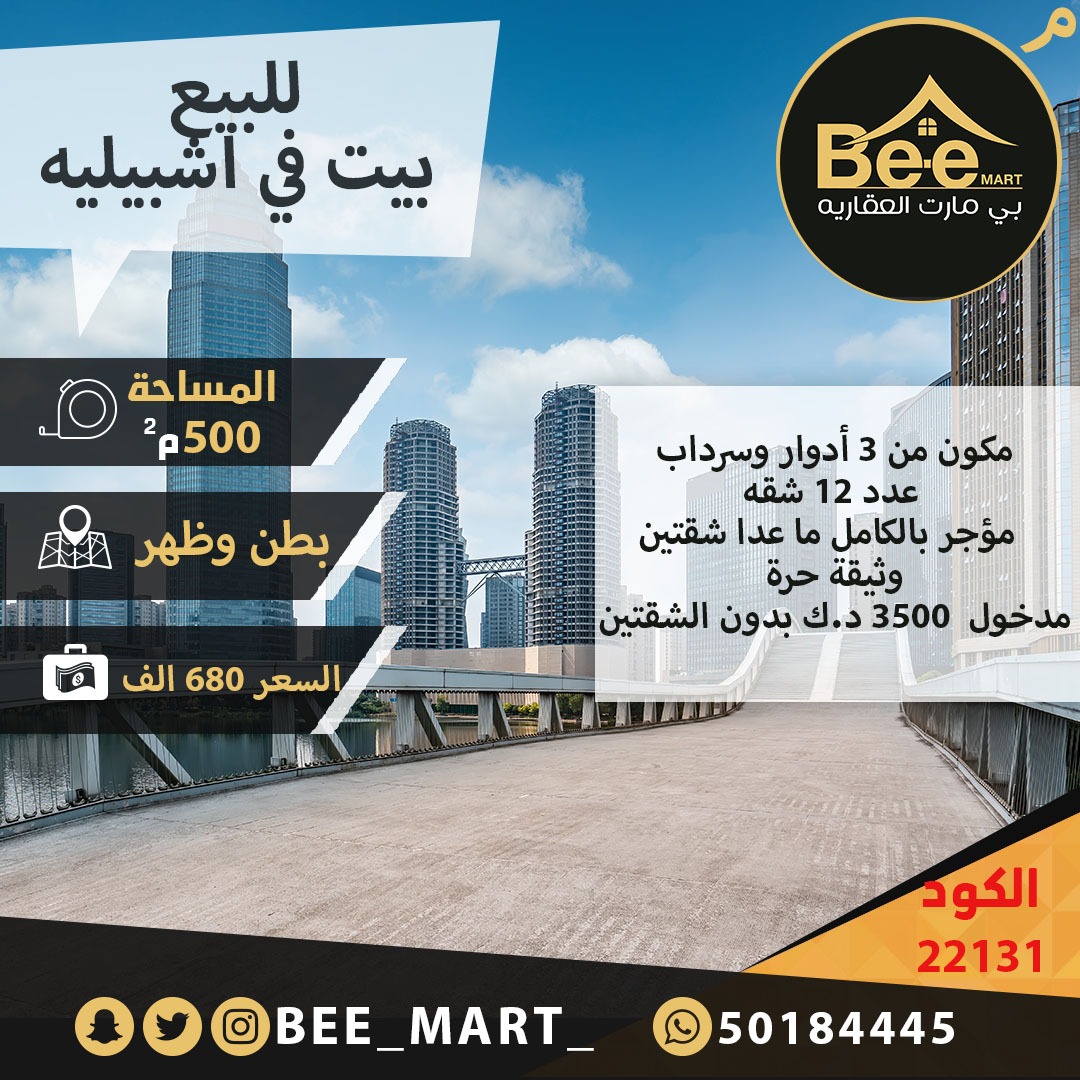 م
للبيع
بيت في اشبيليه
Bee
MART
بي مارت العقاريه
المساحة
500م²
بطن وظهر
السعر 680 الف
مكون من 3 أدوار وسرداب
عدد 12 شقه
مؤجر بالكامل ما عدا شقتين
وثيقة حرة
مدخول 3500 د.ك بدون الشقتين
الكود
22131
BEE_MART_
50184445